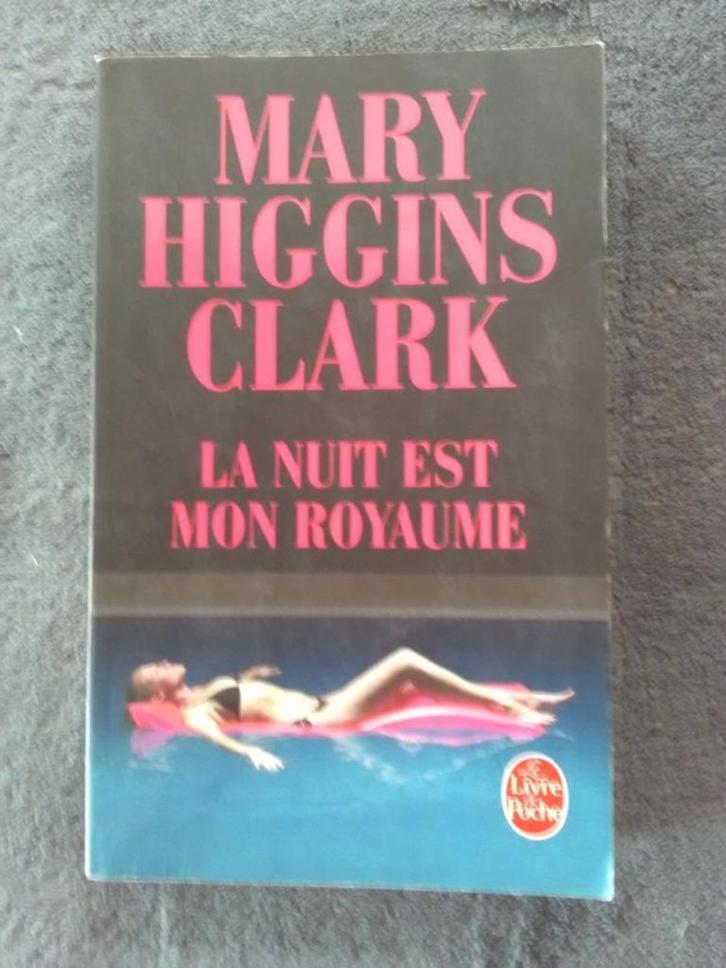 MARY
HIGGINS
CLARK
LA NUIT EST
MON ROYAUME
Le
Livre
de
Poche